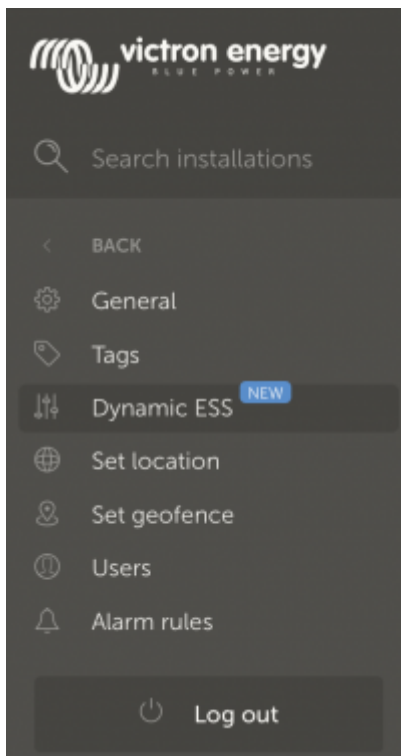 victron energy
BLUE POWER
Search installations
BACK
General
Tags
Dynamic ESS NEW
Set location
Set geofence
Users
Alarm rules
Log out